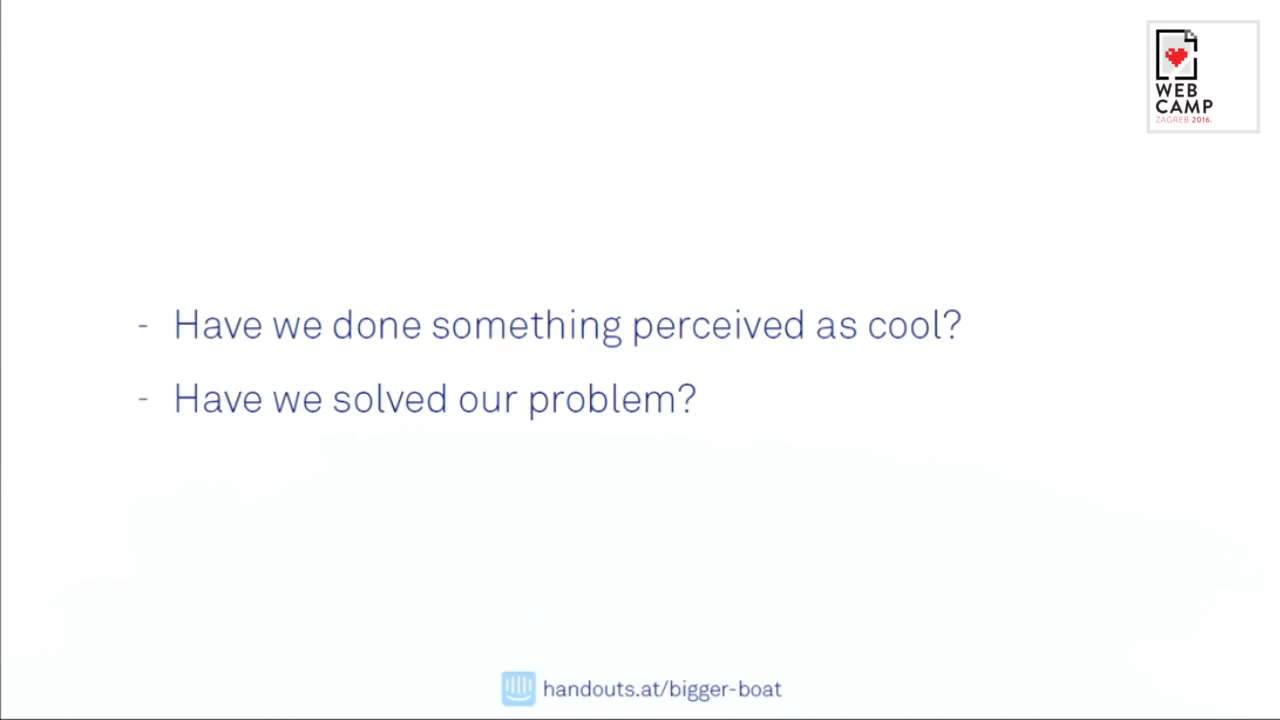 WEB
CAMP
ZAGREB 2016.
- Have we done something perceived as cool?
- Have we solved our problem?
handouts.at/bigger-boat